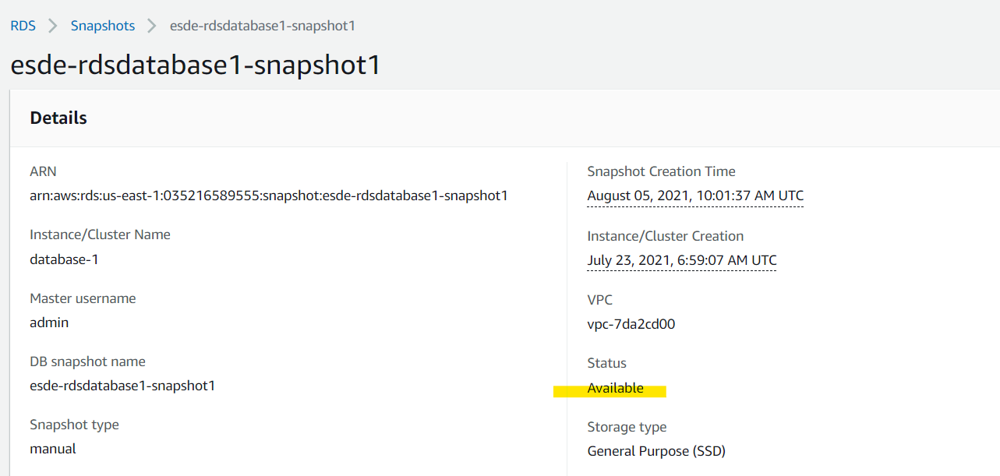 RDS > Snapshots > esde-rdsdatabase1-snapshot1
esde-rdsdatabase1-snapshot1
Details
ARN
arn:aws:rds:us-east-1:035216589555:snapshot:esde-rdsdatabase1-snapshot1
Instance/Cluster Name
database-1
Master username
admin
DB snapshot name
esde-rdsdatabase1-snapshot1
Snapshot type
manual
Snapshot Creation Time
August 05, 2021, 10:01:37 AM UTC
Instance/Cluster Creation
July 23, 2021, 6:59:07 AM UTC
VPC
vpc-7da2cd00
Status
Available
Storage type
General Purpose (SSD)